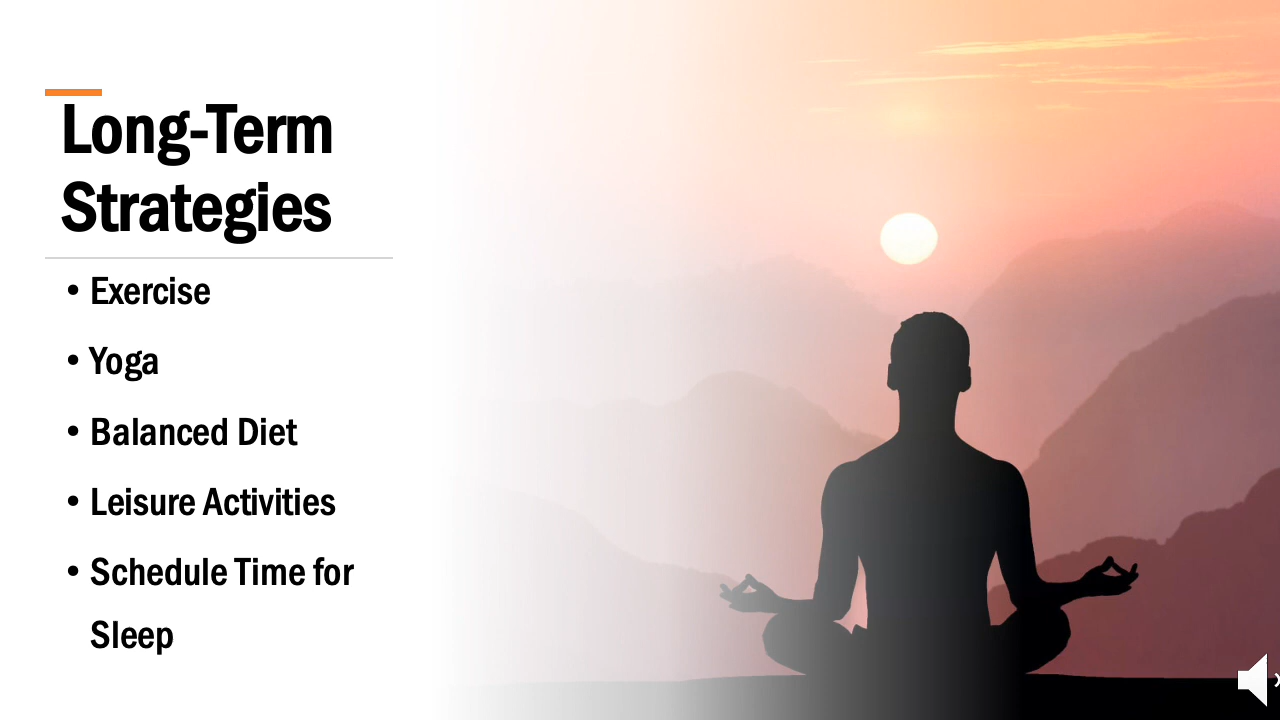 Long-Term
Strategies
• Exercise
• Yoga
• Balanced Diet
• Leisure Activities
• Schedule Time for
Sleep